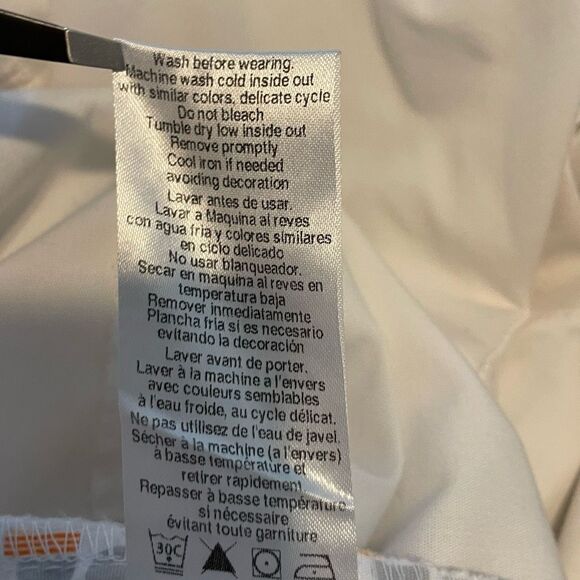 Wash before wearing.
Machine wash cold inside out
with similar colors, delicate cycle
Do not bleach
Tumble dry low inside out
Remove promptly
Cool iron if needed
avoiding decoration
Lavar antes de usar.
Lavar a Maquina al reves
con agua fria y colores similares
en ciclo delicado
No usar blanqueador.
Secar en maquina al reves en
temperatura baja
Remover inmediatamente
Plancha fria si es necesario
evitando la decoración
Laver avant de porter.
Laver à la machine a l'envers
avec couleurs semblables
à l'eau froide, au cycle délicat.
Ne pas utilisez de l'eau de javel.
Sécher à la machine (a l'envers)
à basse température et
retirer rapidement
Repasser à basse température
si nécessaire
évitant toute garniture
30C